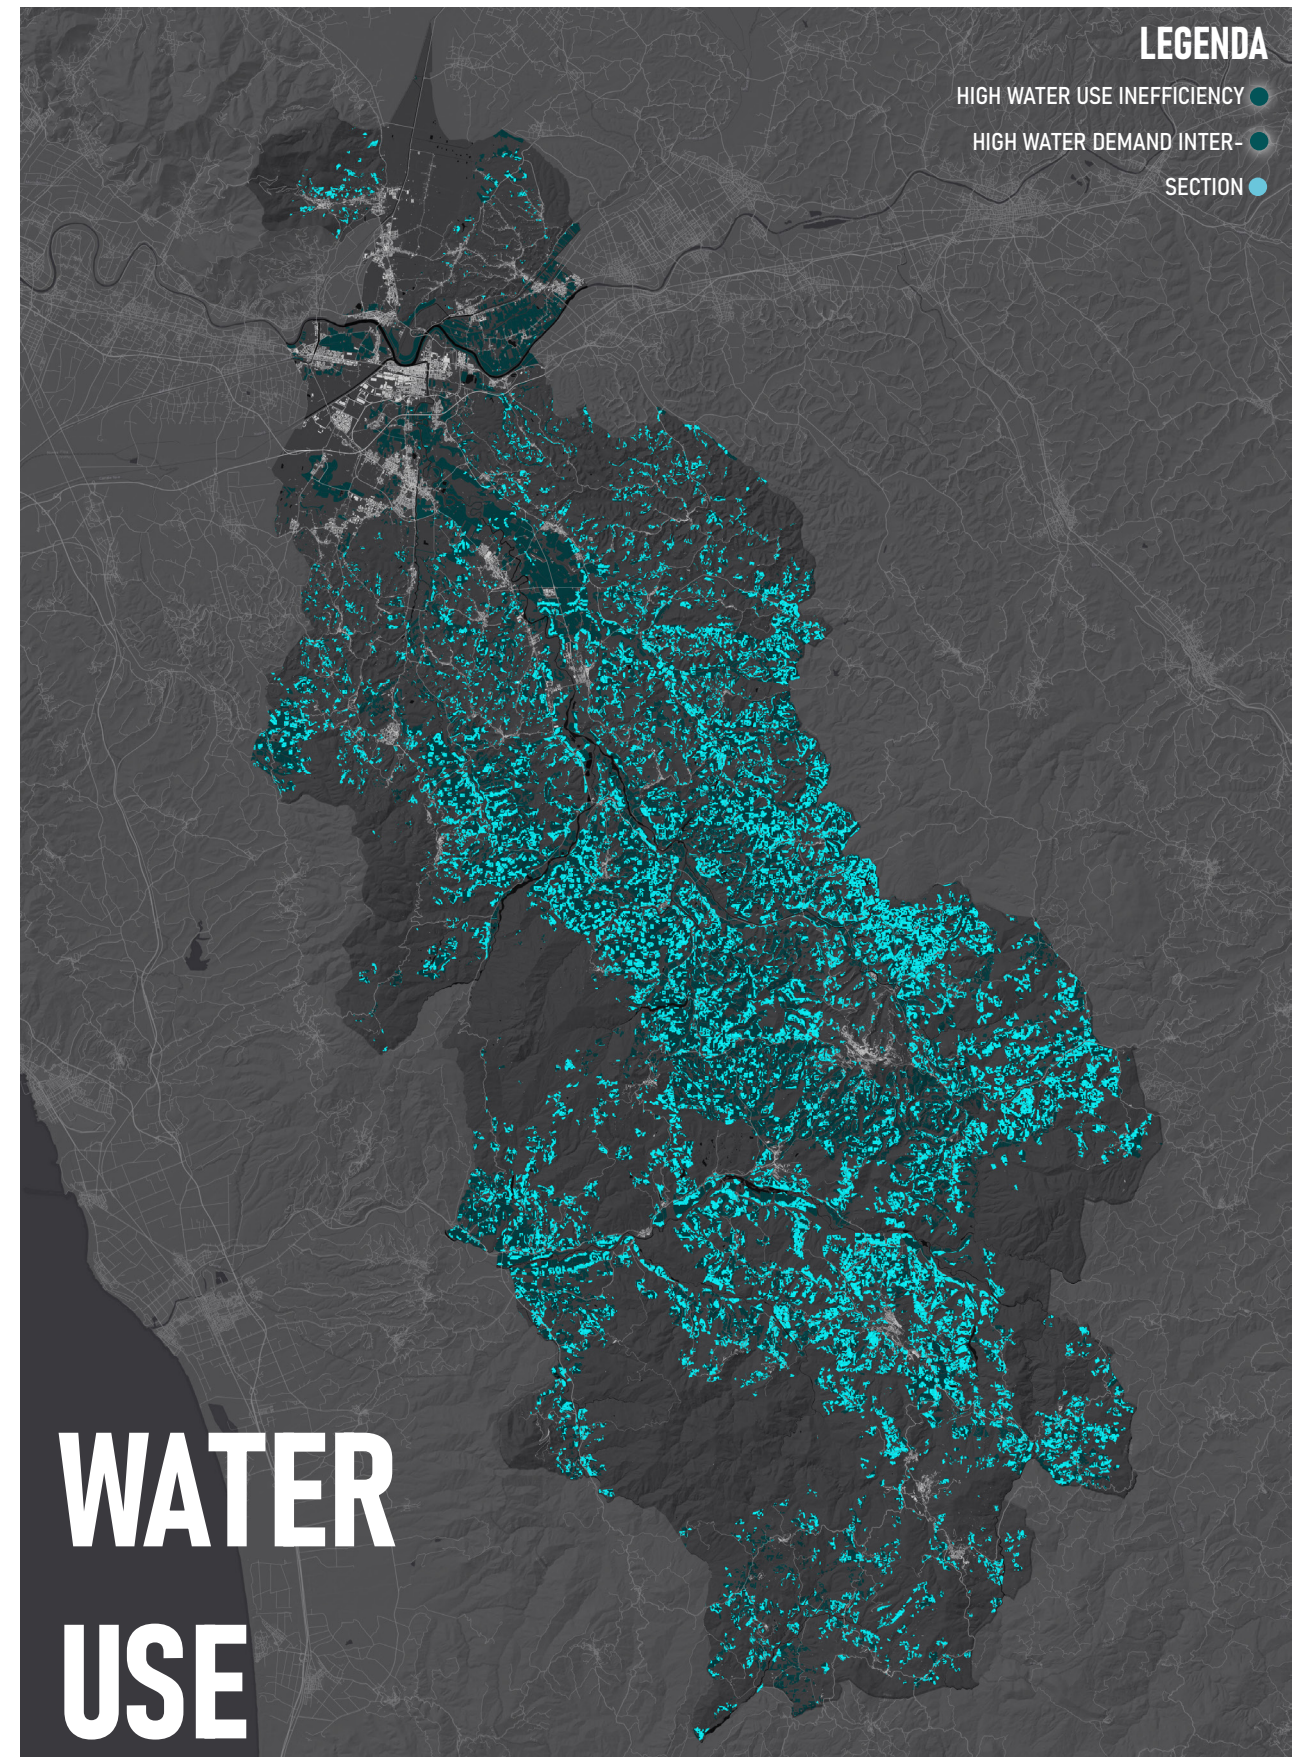 LEGENDA
HIGH WATER USE INEFFICIENCY
HIGH WATER DEMAND INTER-
SECTION
WATER
USE